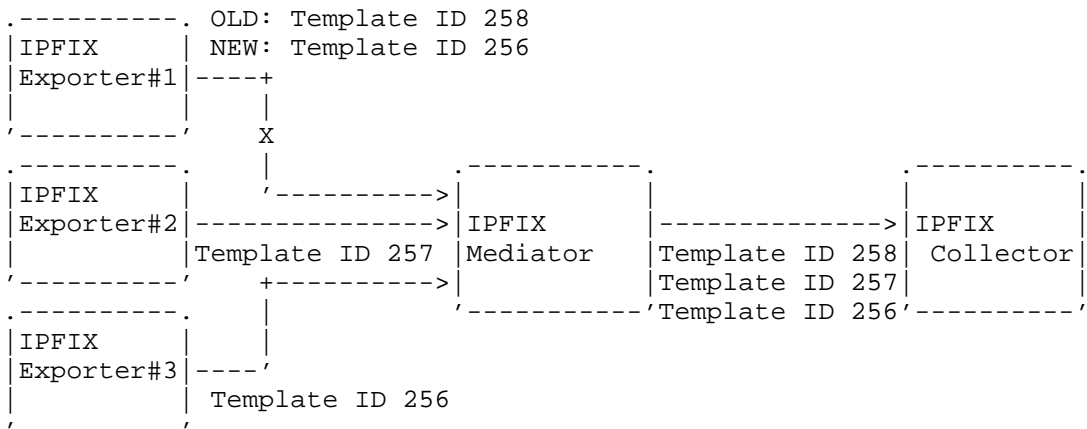 OLD: Template ID 258
IPFIX NEW: Template ID 256
Exporter#1
X
IPFIX
Exporter#2 IPFIX IPFIX
Template ID 257 Mediator Template ID 258 Collector
Template ID 257
Template ID 256
IPFIX
Exporter#3
Template ID 256